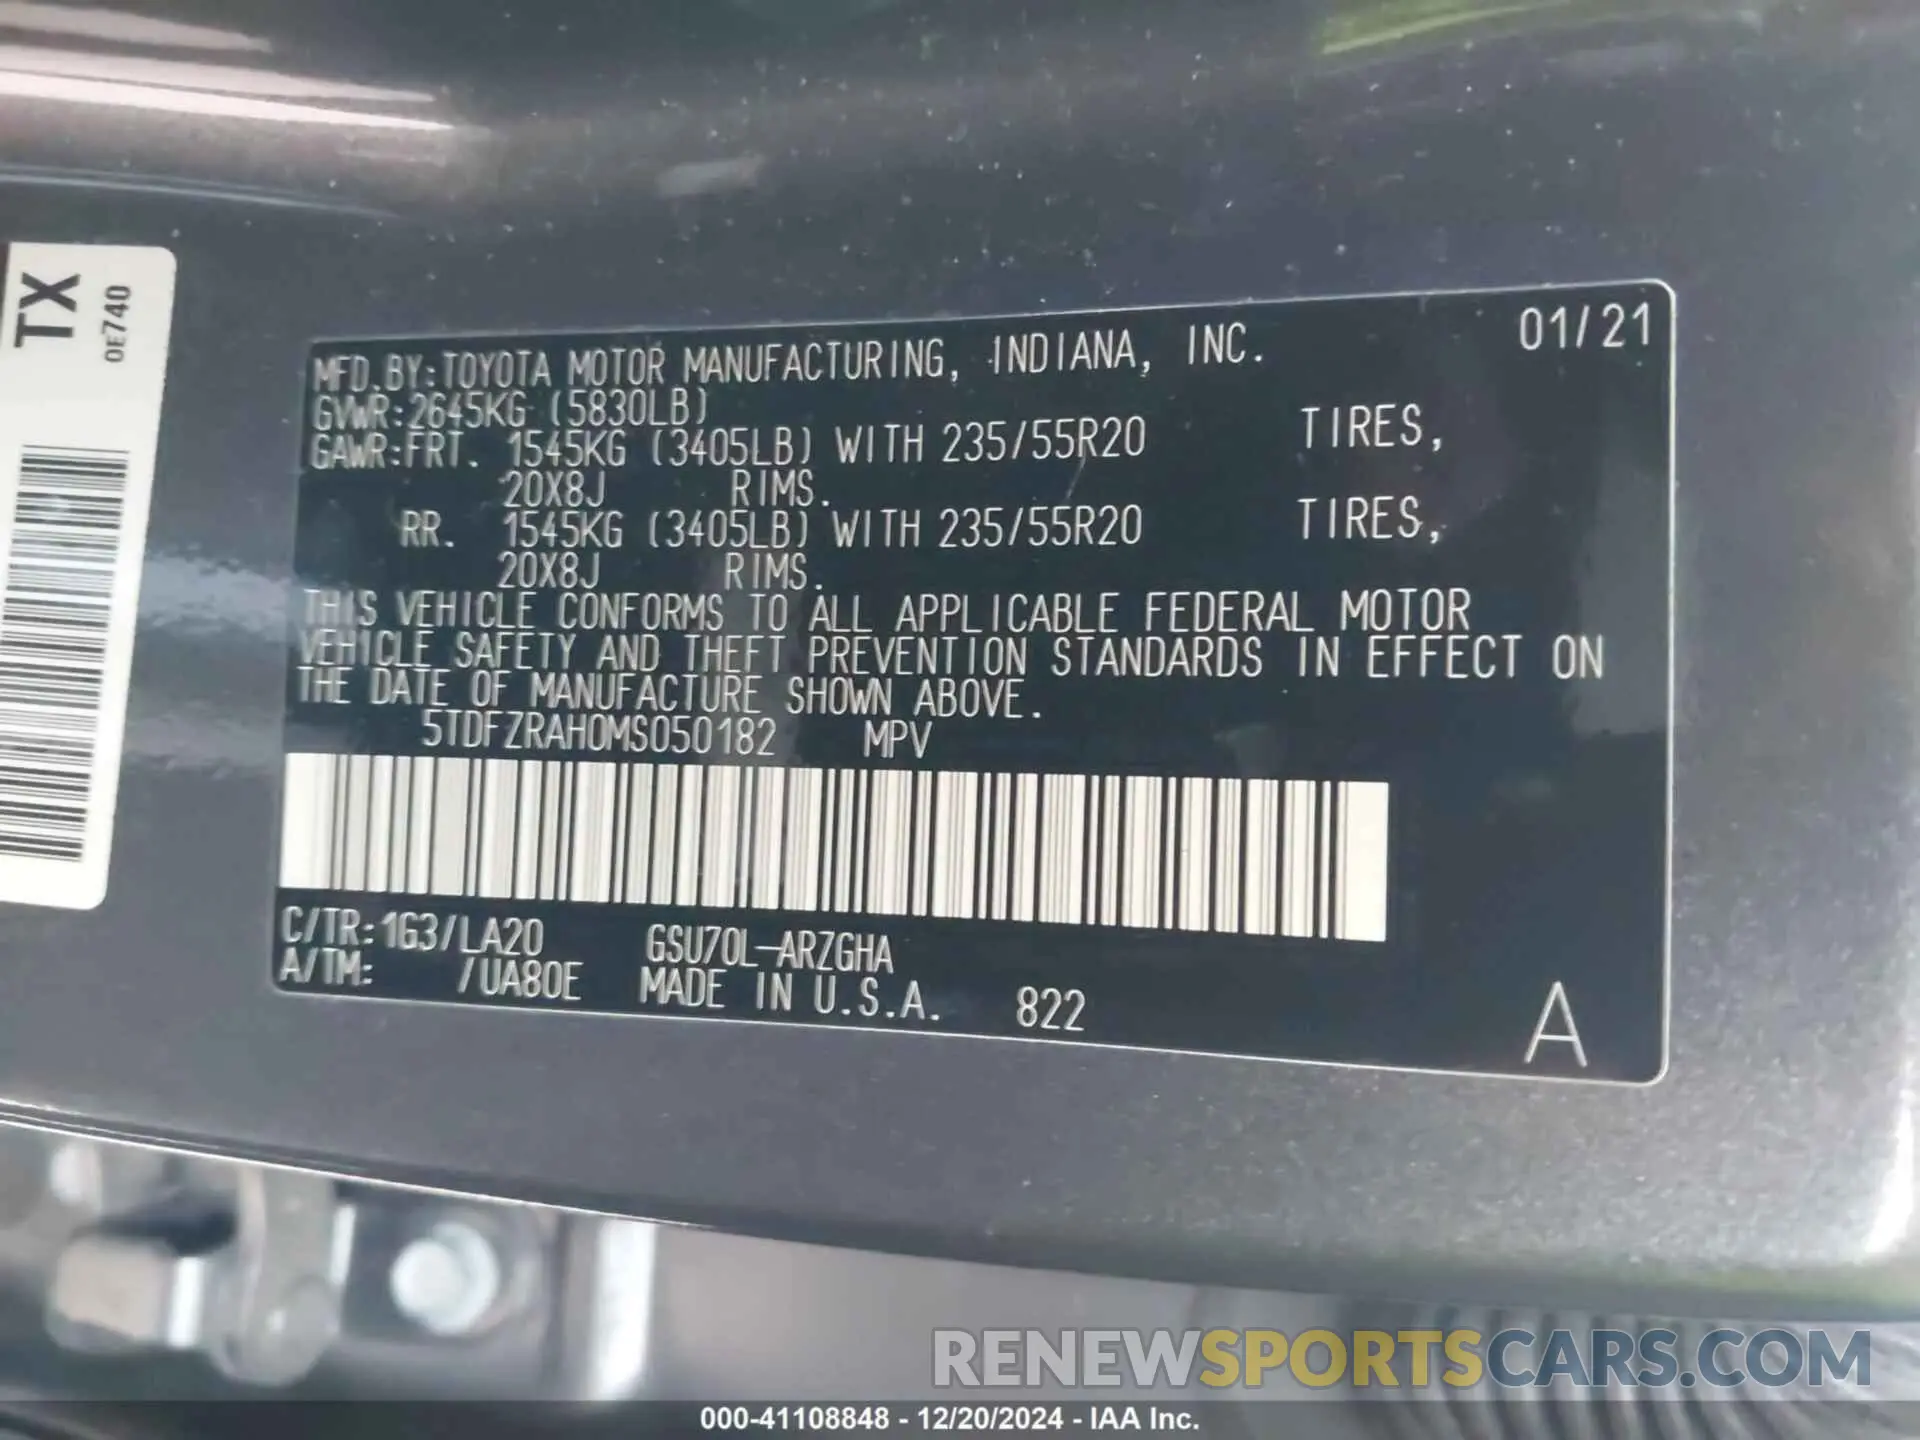 TX
0E740
01/21
MFD.BY:TOYOTA MOTOR MANUFACTURING, INDIANA, INC.
GVWR:2645KG (5830LB)
GAWR:FRT. 1545KG (3405LB) WITH 235/55R20 TIRES,
20X8J RIMS.
RR. 1545KG (3405LB) WITH 235/55R20 TIRES,
20X8J RIMS.
THIS VEHICLE CONFORMS TO ALL APPLICABLE FEDERAL MOTOR
VEHICLE SAFETY AND THEFT PREVENTION STANDARDS IN EFFECT ON
THE DATE OF MANUFACTURE SHOWN ABOVE.
5TDFZRAH0MS050182 MPV
C/TR:1G3/LA20 GSU70L-ARZGHA
A/TM: /UA80E MADE IN U.S.A. 822
A
RENEWSPORTSCARS.COM
000-41108848 - 12/20/2024 - IAA Inc.